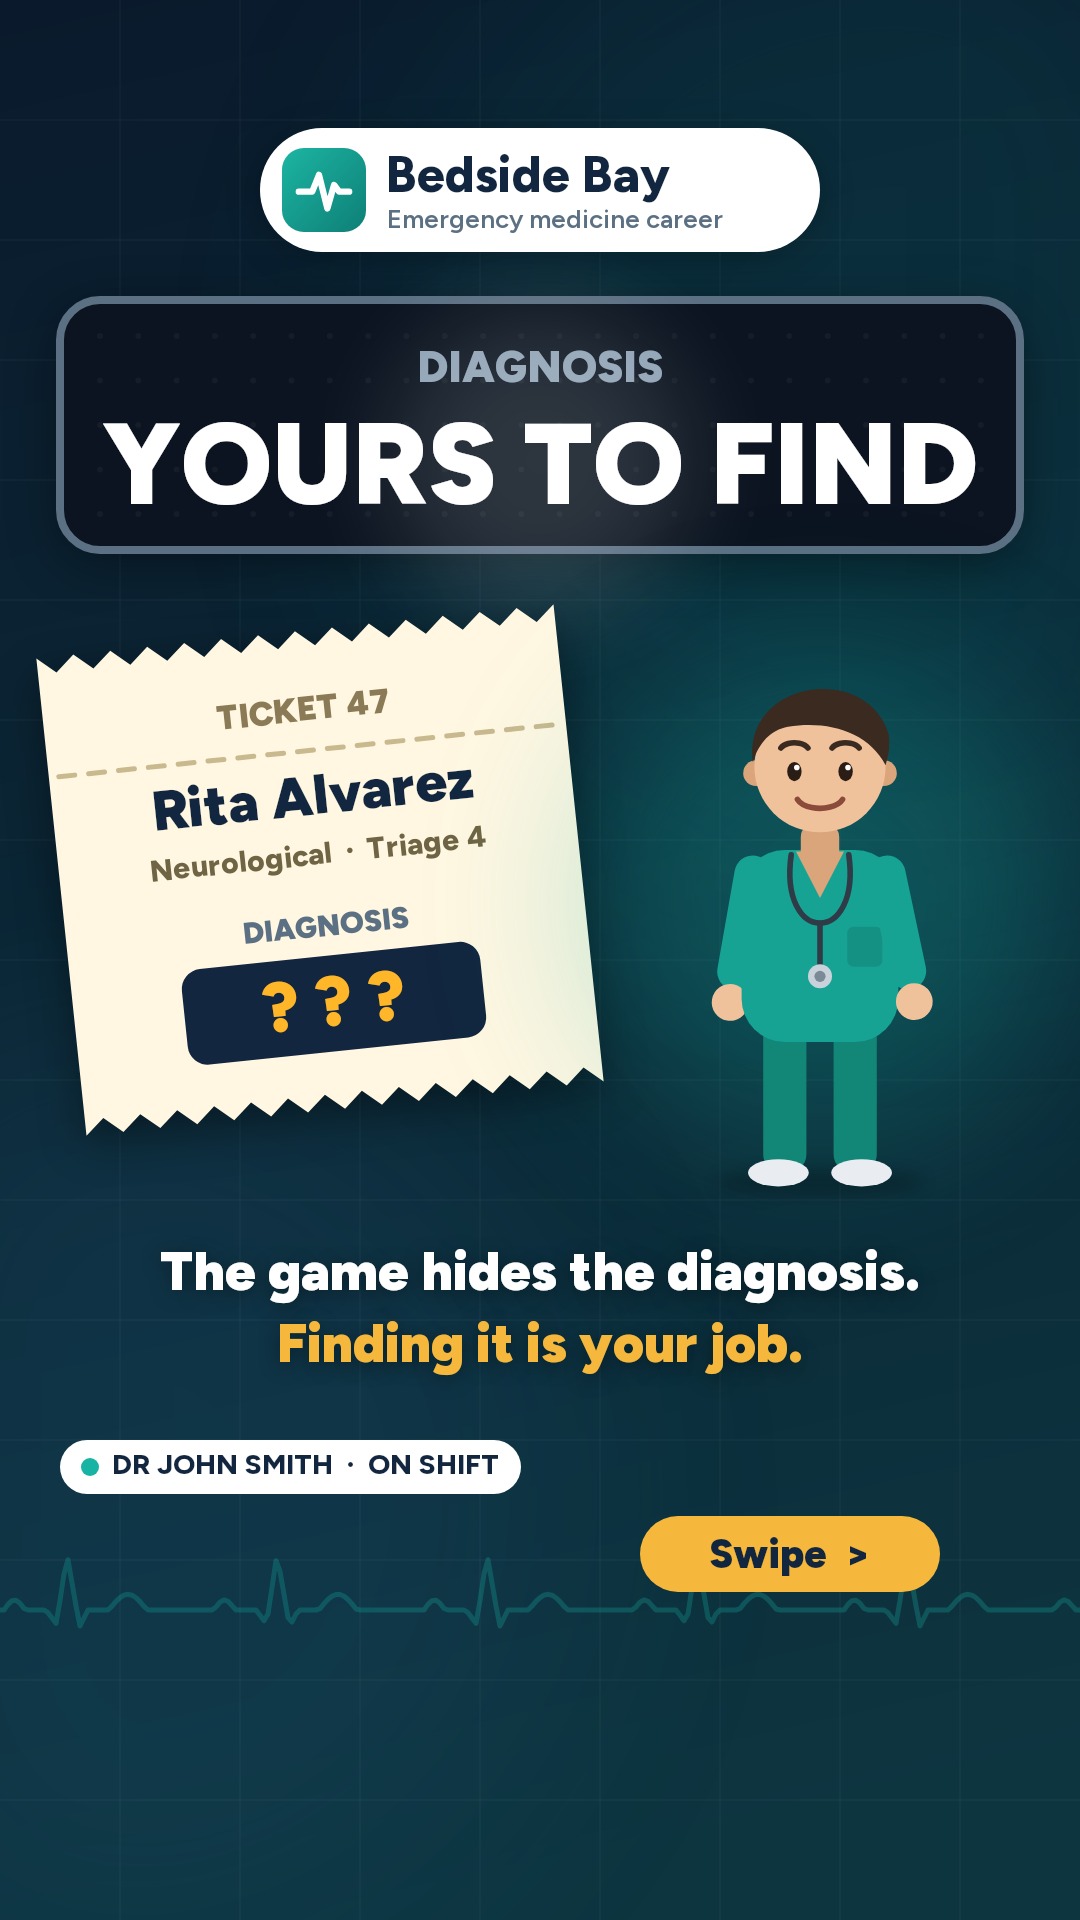 Bedside Bay
Emergency medicine career
DIAGNOSIS
YOURS TO FIND
TICKET 47
Rita Alvarez
Neurological · Triage 4
DIAGNOSIS
? ? ?
The game hides the diagnosis.
Finding it is your job.
DR JOHN SMITH · ON SHIFT
Swipe >